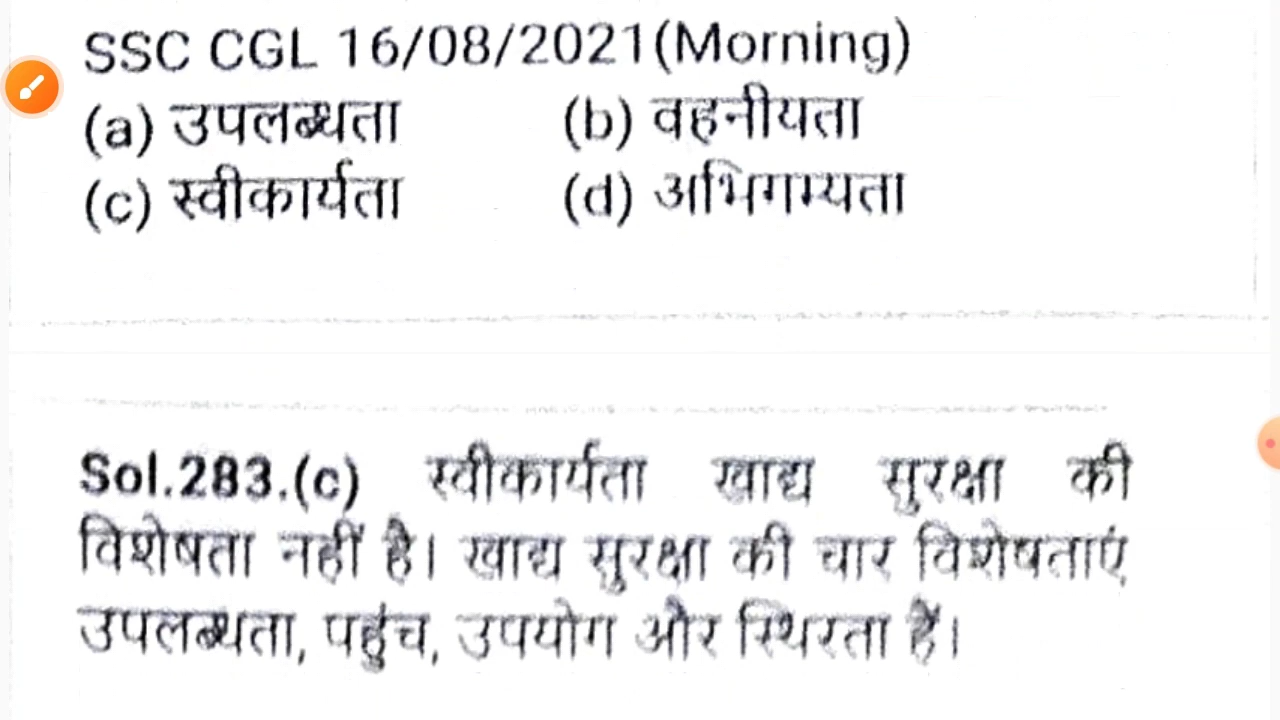 SSC CGL 16/08/2021(Morning)
(a) उपलब्धता (b) वहनीयता
(c) स्वीकार्यता (d) अभिगम्यता
Sol.283.(c) स्वीकार्यता खाद्य सुरक्षा की
विशेषता नहीं है। खाद्य सुरक्षा की चार विशेषताएं
उपलब्धता, पहुंच, उपयोग और स्थिरता हैं।